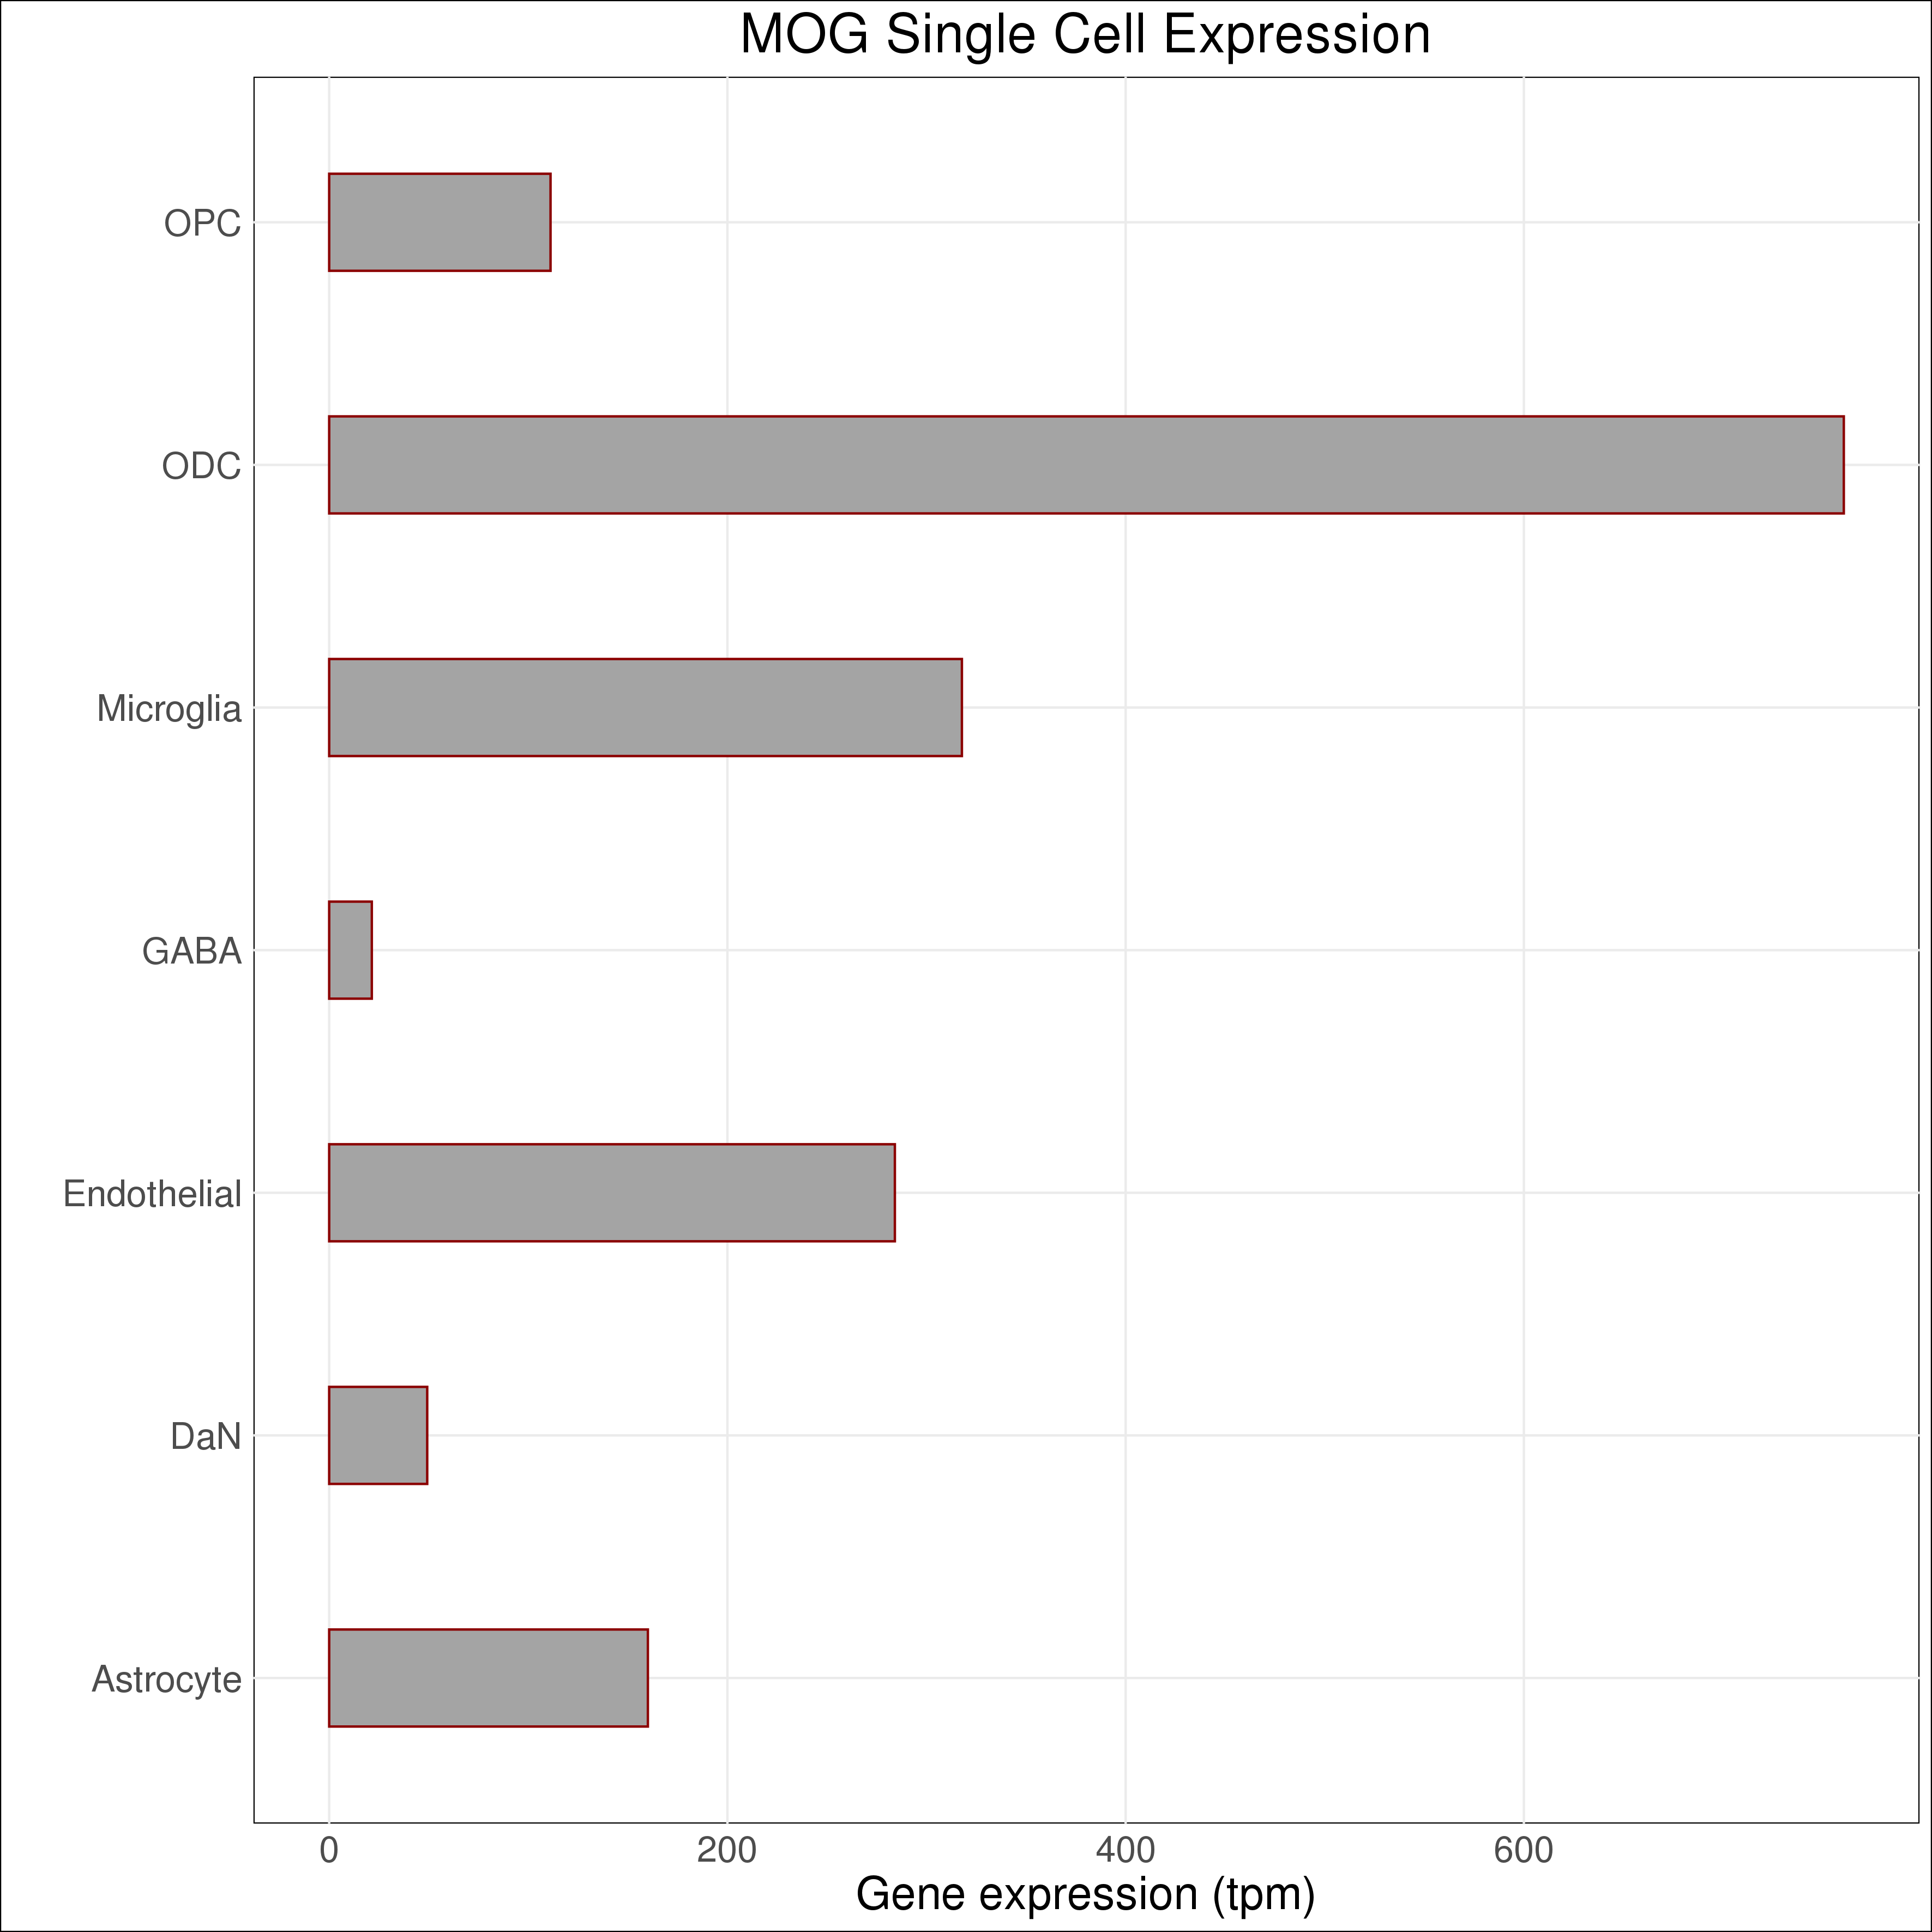 MOG Single Cell Expression
OPC
ODC
Microglia
GABA
Endothelial
DaN
Astrocyte
0 200 400 600
Gene expression (tpm)